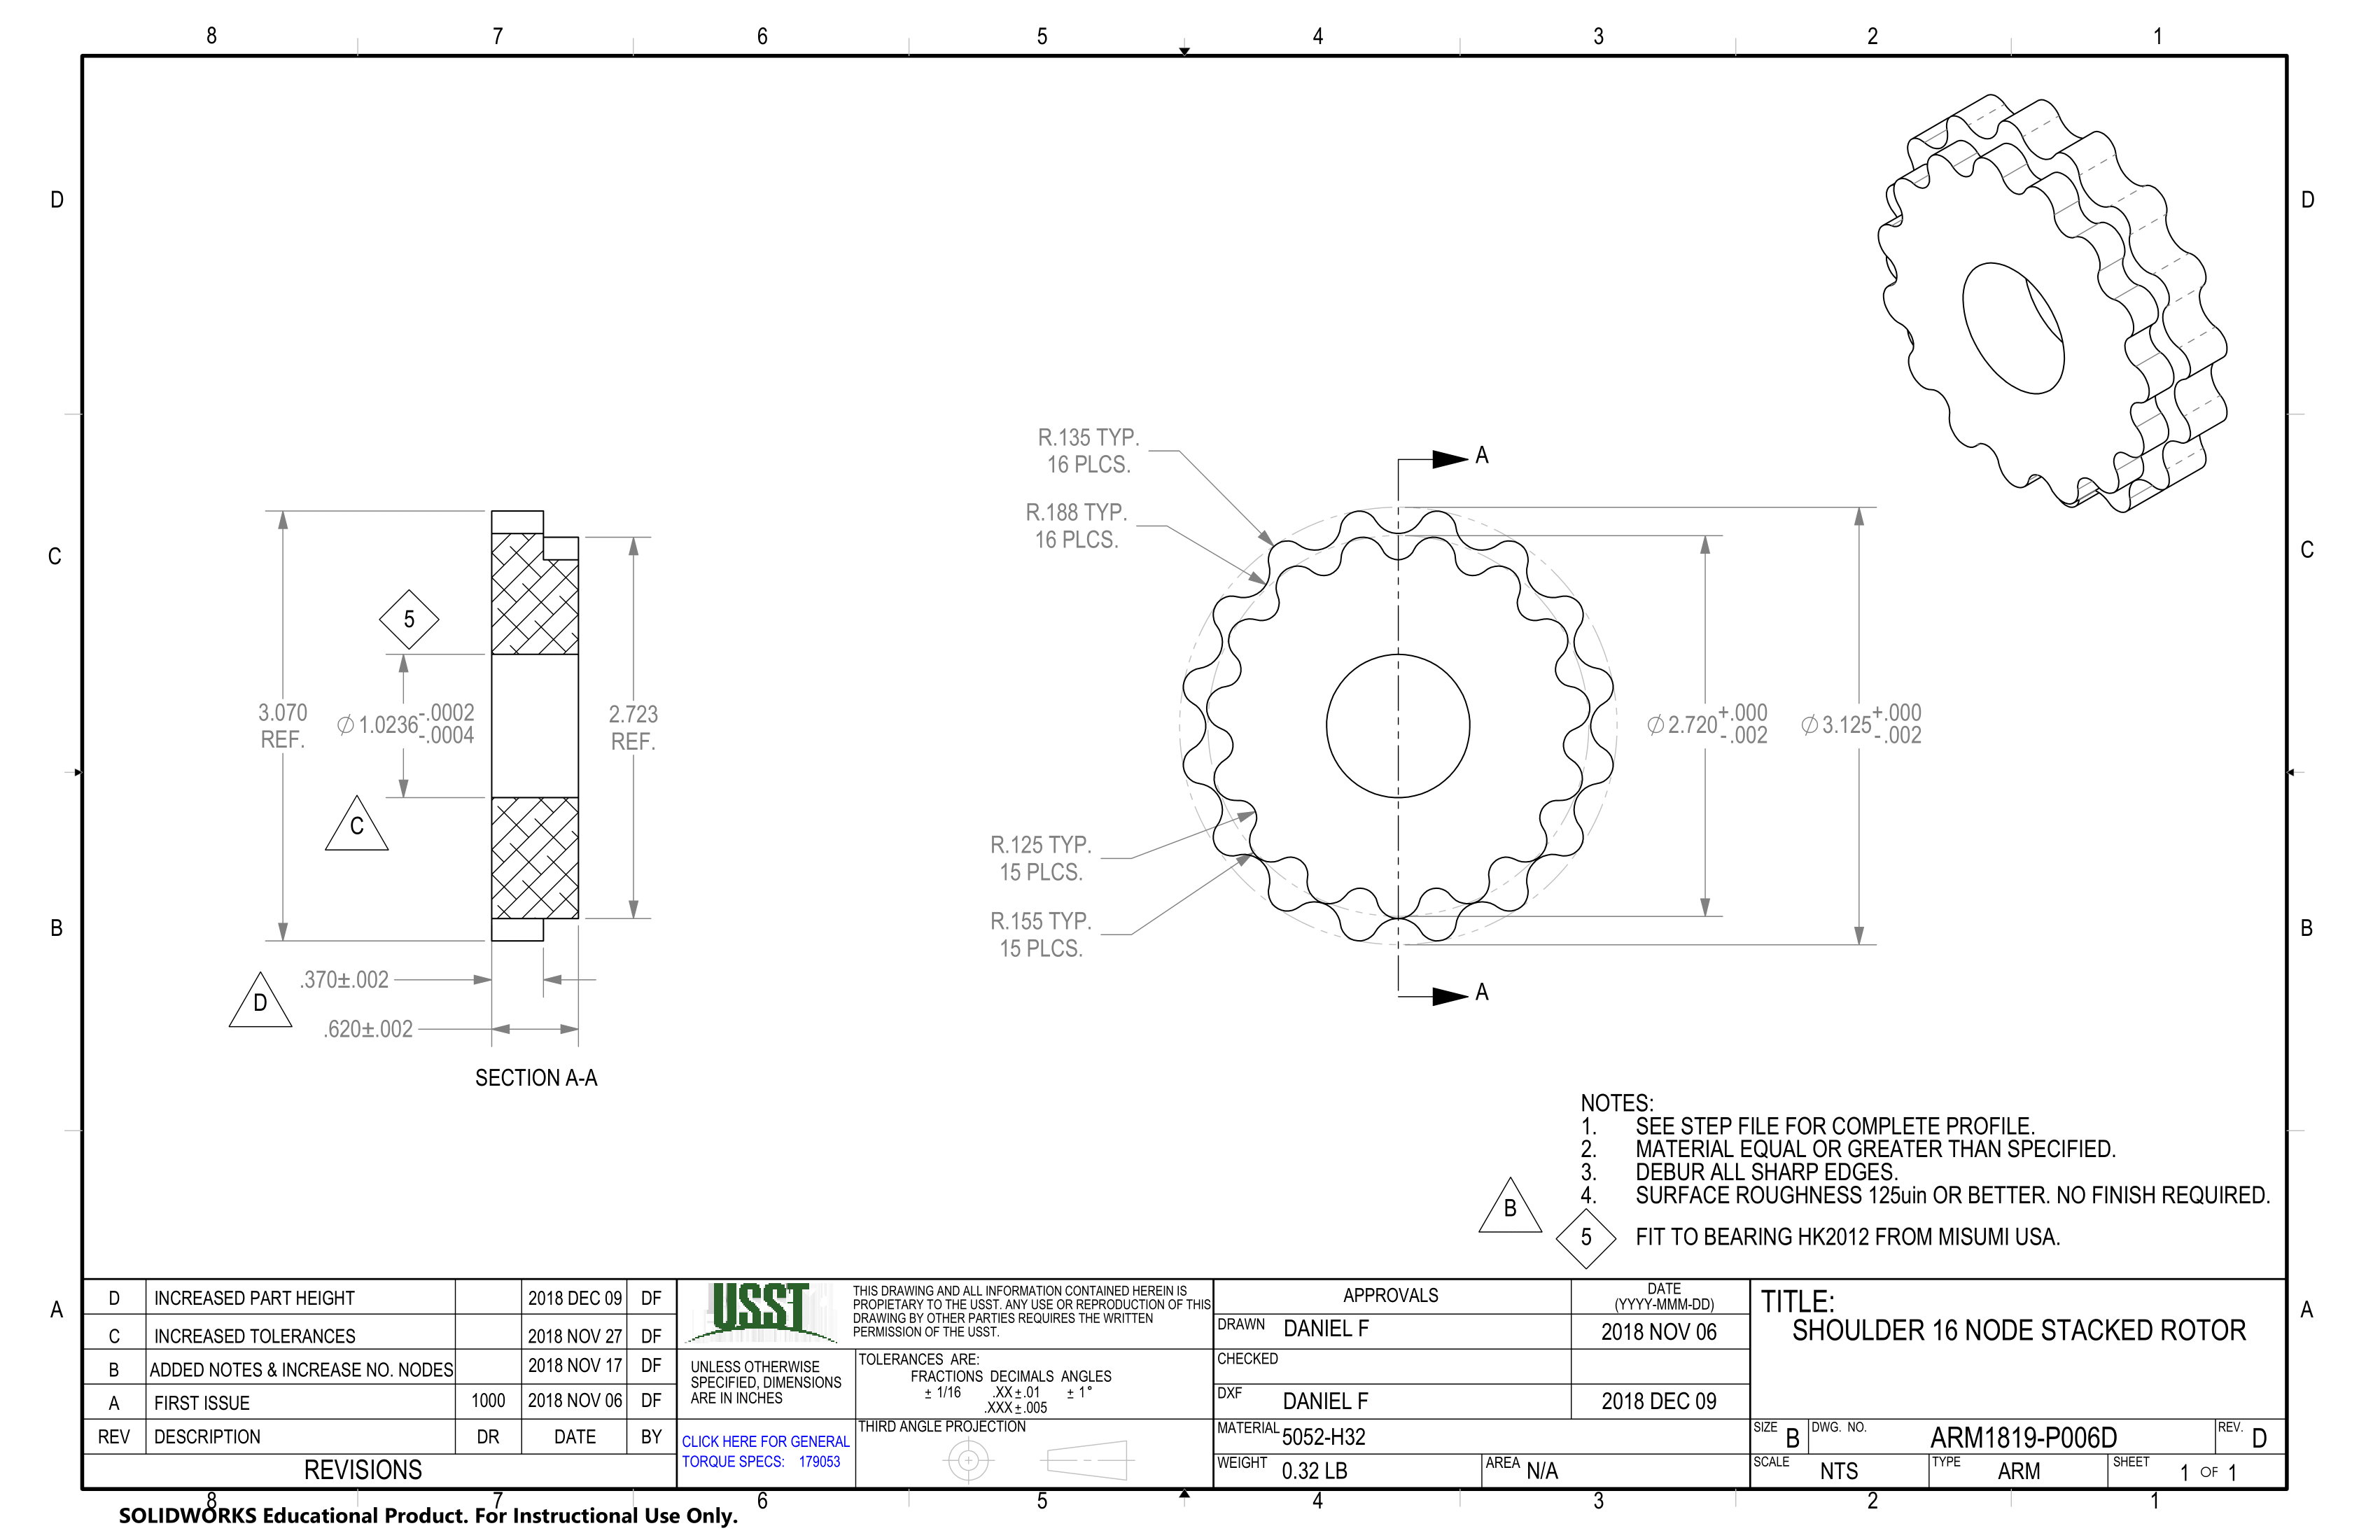 8 7 6 5 4 3 2 1
D
D
C
C
B
B
A
A
R.135 TYP.
16 PLCS.
R.188 TYP.
16 PLCS.
A
5
3.070
REF.
⌀1.0236 -.0002
-.0004
2.723
REF.
⌀2.720 +.000
-.002
⌀3.125 +.000
-.002
C
R.125 TYP.
15 PLCS.
R.155 TYP.
15 PLCS.
.370±.002
D
.620±.002
A
SECTION A-A
NOTES:
1. SEE STEP FILE FOR COMPLETE PROFILE.
2. MATERIAL EQUAL OR GREATER THAN SPECIFIED.
3. DEBUR ALL SHARP EDGES.
4. SURFACE ROUGHNESS 125uin OR BETTER. NO FINISH REQUIRED.
B
5 FIT TO BEARING HK2012 FROM MISUMI USA.
D INCREASED PART HEIGHT 2018 DEC 09 DF
C INCREASED TOLERANCES 2018 NOV 27 DF
B ADDED NOTES & INCREASE NO. NODES 2018 NOV 17 DF
A FIRST ISSUE 1000 2018 NOV 06 DF
REV DESCRIPTION DR DATE BY
REVISIONS
USST
THIS DRAWING AND ALL INFORMATION CONTAINED HEREIN IS
PROPIETARY TO THE USST. ANY USE OR REPRODUCTION OF THIS
DRAWING BY OTHER PARTIES REQUIRES THE WRITTEN
PERMISSION OF THE USST.
UNLESS OTHERWISE
SPECIFIED, DIMENSIONS
ARE IN INCHES
TOLERANCES ARE:
FRACTIONS DECIMALS ANGLES
± 1/16 .XX ± .01 ± 1°
.XXX ± .005
CLICK HERE FOR GENERAL
TORQUE SPECS: 179053
THIRD ANGLE PROJECTION
APPROVALS DATE
(YYYY-MMM-DD)
DRAWN DANIEL F 2018 NOV 06
CHECKED
DXF DANIEL F 2018 DEC 09
MATERIAL 5052-H32
WEIGHT 0.32 LB AREA N/A
TITLE:
SHOULDER 16 NODE STACKED ROTOR
SIZE B DWG. NO. ARM1819-P006D REV. D
SCALE NTS TYPE ARM SHEET 1 OF 1
8 7 6 5 4 3 2 1
SOLIDWORKS Educational Product. For Instructional Use Only.